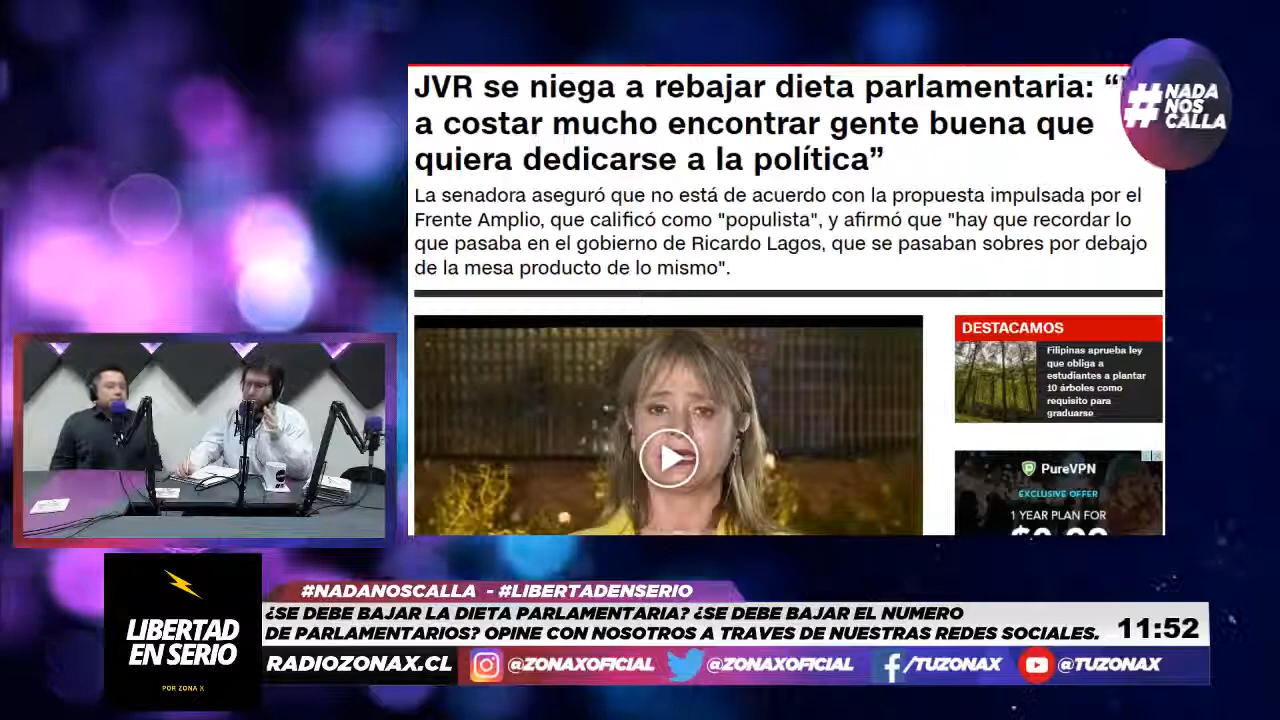 JVR se niega a rebajar dieta parlamentaria: “
a costar mucho encontrar gente buena que
quiera dedicarse a la política”
La senadora aseguró que no está de acuerdo con la propuesta impulsada por el
Frente Amplio, que calificó como "populista", y afirmó que "hay que recordar lo
que pasaba en el gobierno de Ricardo Lagos, que se pasaban sobres por debajo
de la mesa producto de lo mismo".
#NADA
NOS
CALLA
DESTACAMOS
Filipinas aprueba ley
que obliga a
estudiantes a plantar
10 árboles como
requisito para
graduarse
PureVPN
EXCLUSIVE OFFER
1 YEAR PLAN FOR
#NADANOSCALLA - #LIBERTADENSERIO
¿SE DEBE BAJAR LA DIETA PARLAMENTARIA? ¿SE DEBE BAJAR EL NUMERO
DE PARLAMENTARIOS? OPINE CON NOSOTROS A TRAVES DE NUESTRAS REDES SOCIALES.
11:52
LIBERTAD
EN SERIO
POR ZONA X
RADIOZONAX.CL
@ZONAXOFICIAL
@ZONAXOFICIAL
/TUZONAX
@TUZONAX